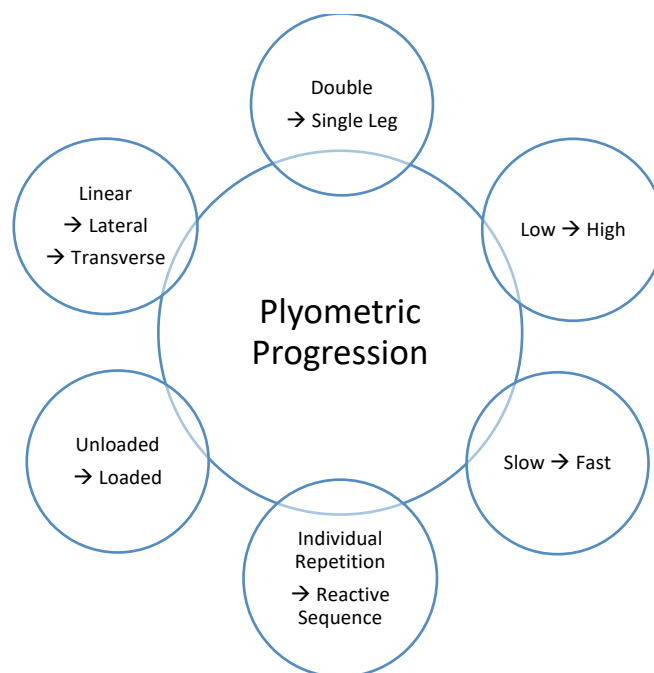 Double
→ Single Leg
Low → High
Slow → Fast
Individual
Repetition
→ Reactive
Sequence
Unloaded
→ Loaded
Linear
→ Lateral
→ Transverse
Plyometric
Progression